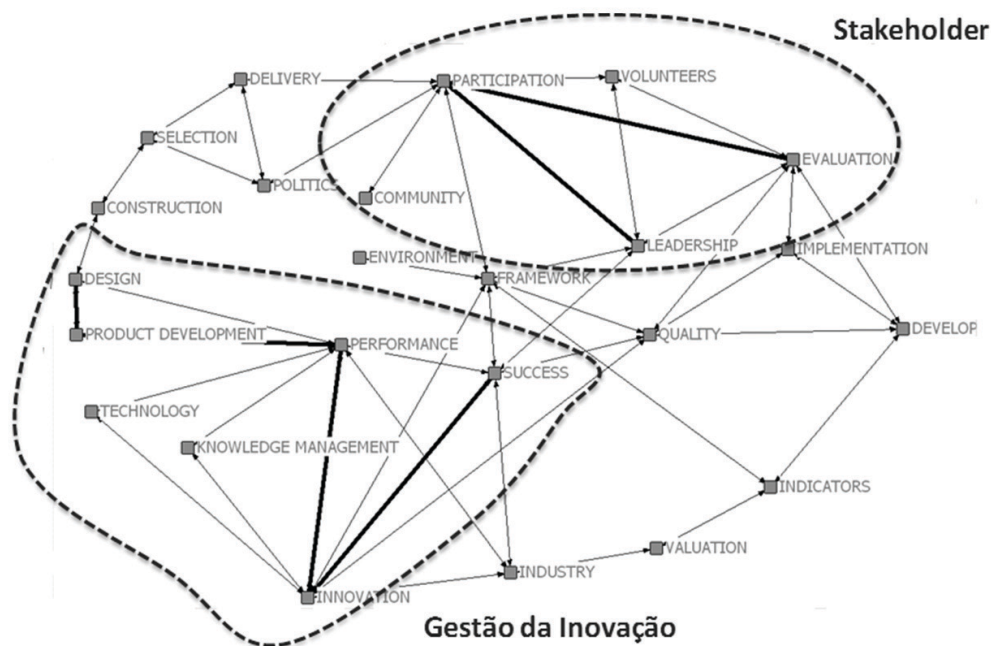 Stakeholder
DELIVERY
PARTICIPATION
VOLUNTEERS
SELECTION
EVALUATION
POLITICS
COMMUNITY
CONSTRUCTION
LEADERSHIP
IMPLEMENTATION
ENVIRONMENT
FRAMEWORK
DESIGN
DEVELOP
PRODUCT DEVELOPMENT
QUALITY
PERFORMANCE
SUCCESS
TECHNOLOGY
KNOWLEDGE MANAGEMENT
INDICATORS
VALUATION
INDUSTRY
INNOVATION
Gestão da Inovação